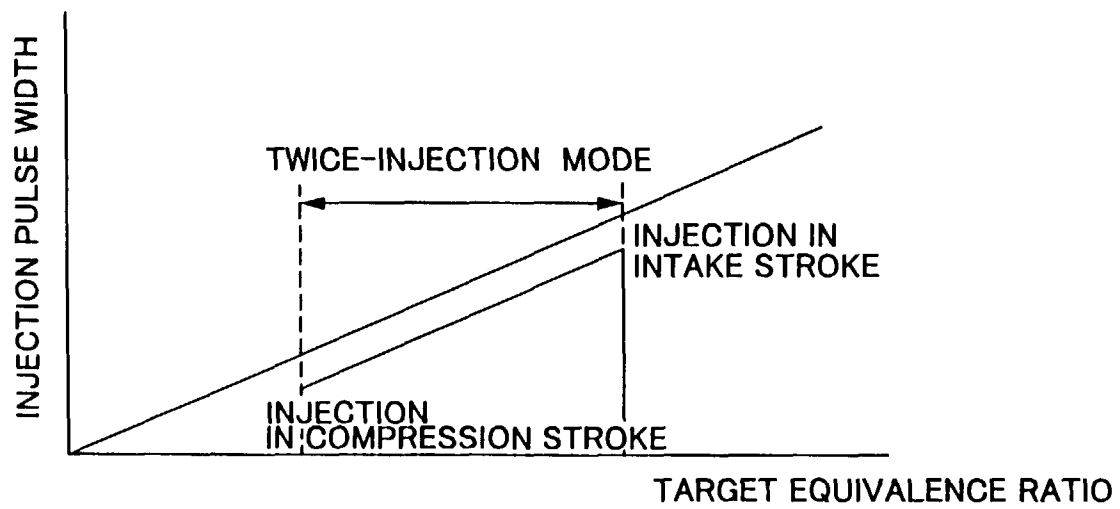 INJECTION PULSE WIDTH
TWICE-INJECTION MODE
INJECTION IN
INTAKE STROKE
INJECTION
IN COMPRESSION STROKE
TARGET EQUIVALENCE RATIO